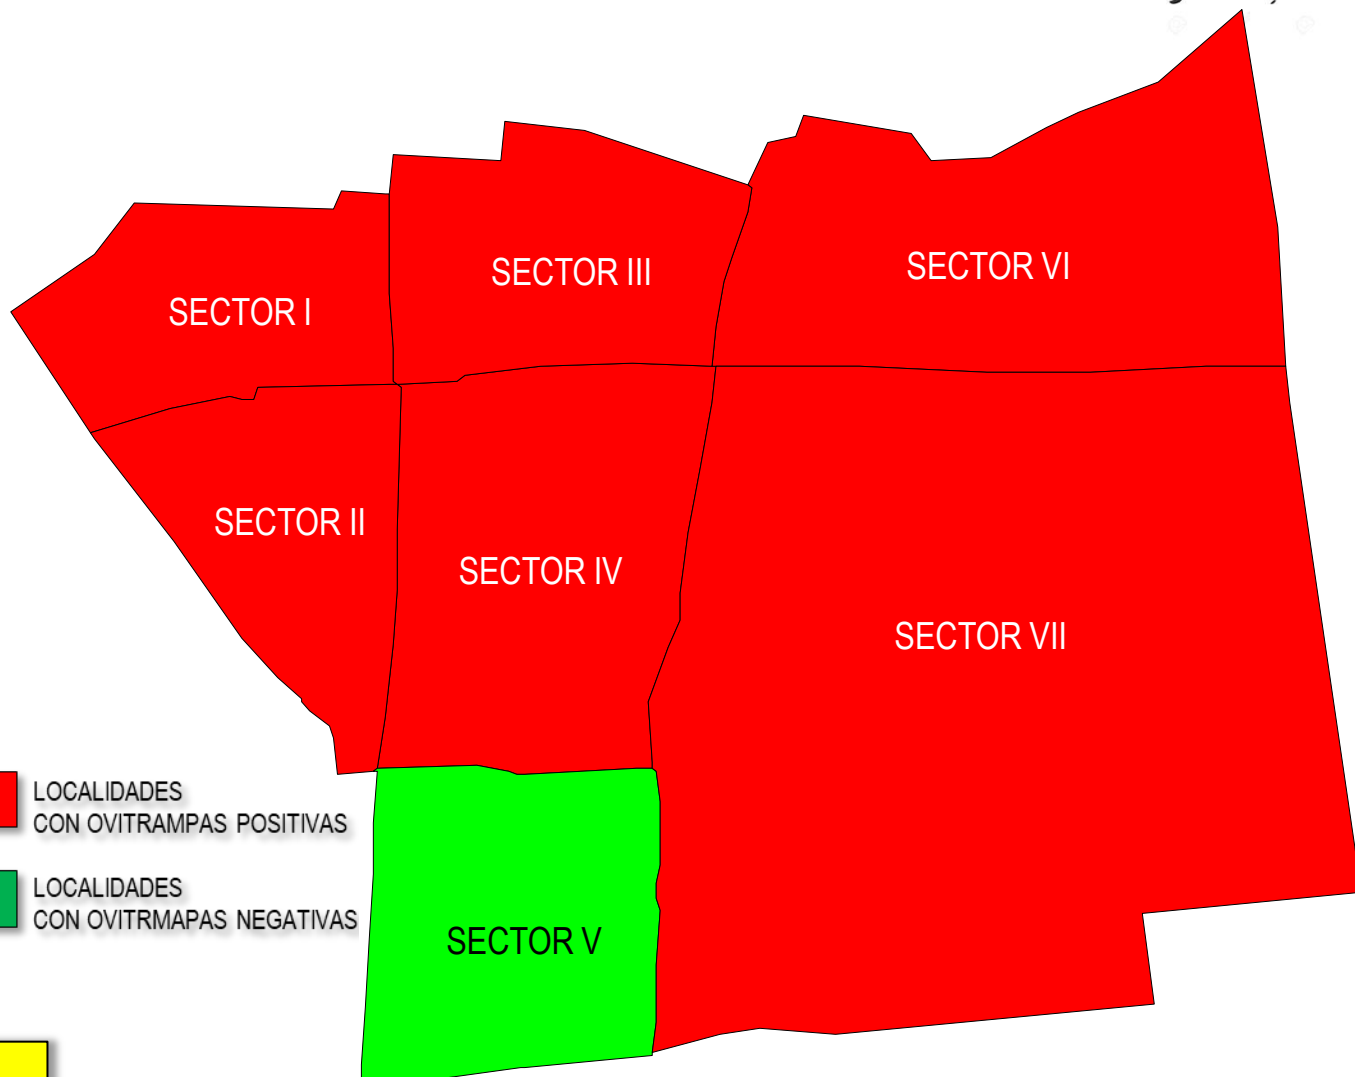 SECTOR VI
SECTOR III
SECTOR I
SECTOR II
SECTOR IV
SECTOR VII
LOCALIDADES
CON OVITRAMPAS POSITIVAS
LOCALIDADES
CON OVITRMAPAS NEGATIVAS
SECTOR V